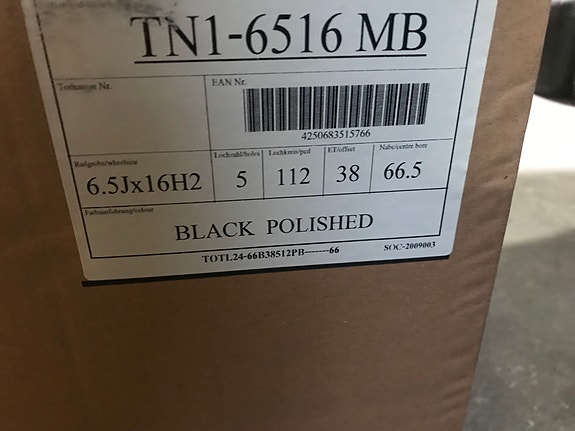 TN1-6516 MB
Teilnation Nr. EAN Nr.
4250683515766
Radgröße/wheelsize Lochzahl/holes Lochkreis/pcd ET/offset Nabe/centre bore
6.5Jx16H2 5 112 38 66.5
Farbausführung/colour
BLACK POLISHED
TOTL24-66B38512PB-------66 SOC-2009003